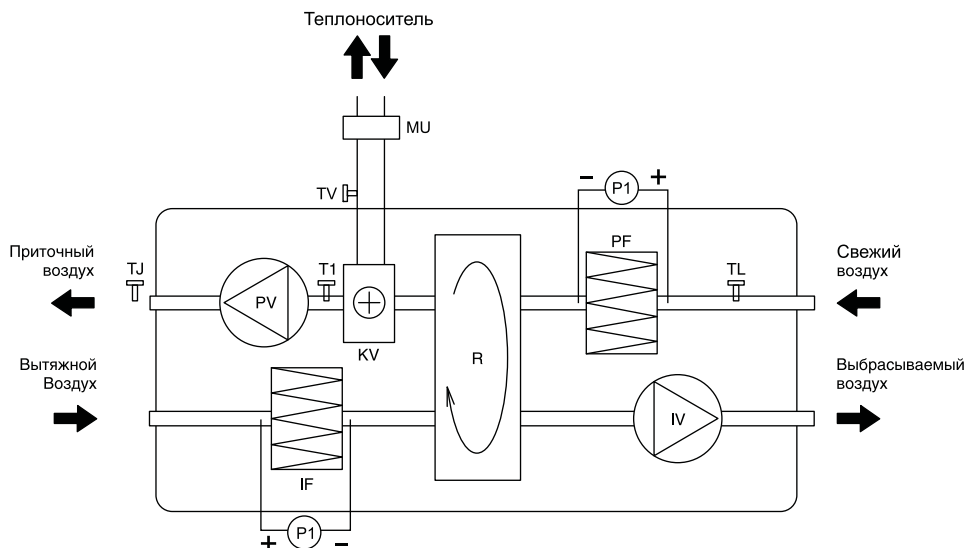 Теплоноситель
MU
TV
– P1 +
Приточный
воздух
TJ
PV
T1
KV
R
PF
TL
Свежий
воздух
Вытяжной
Воздух
IF
+ P1 –
IV
Выбрасываемый
воздух